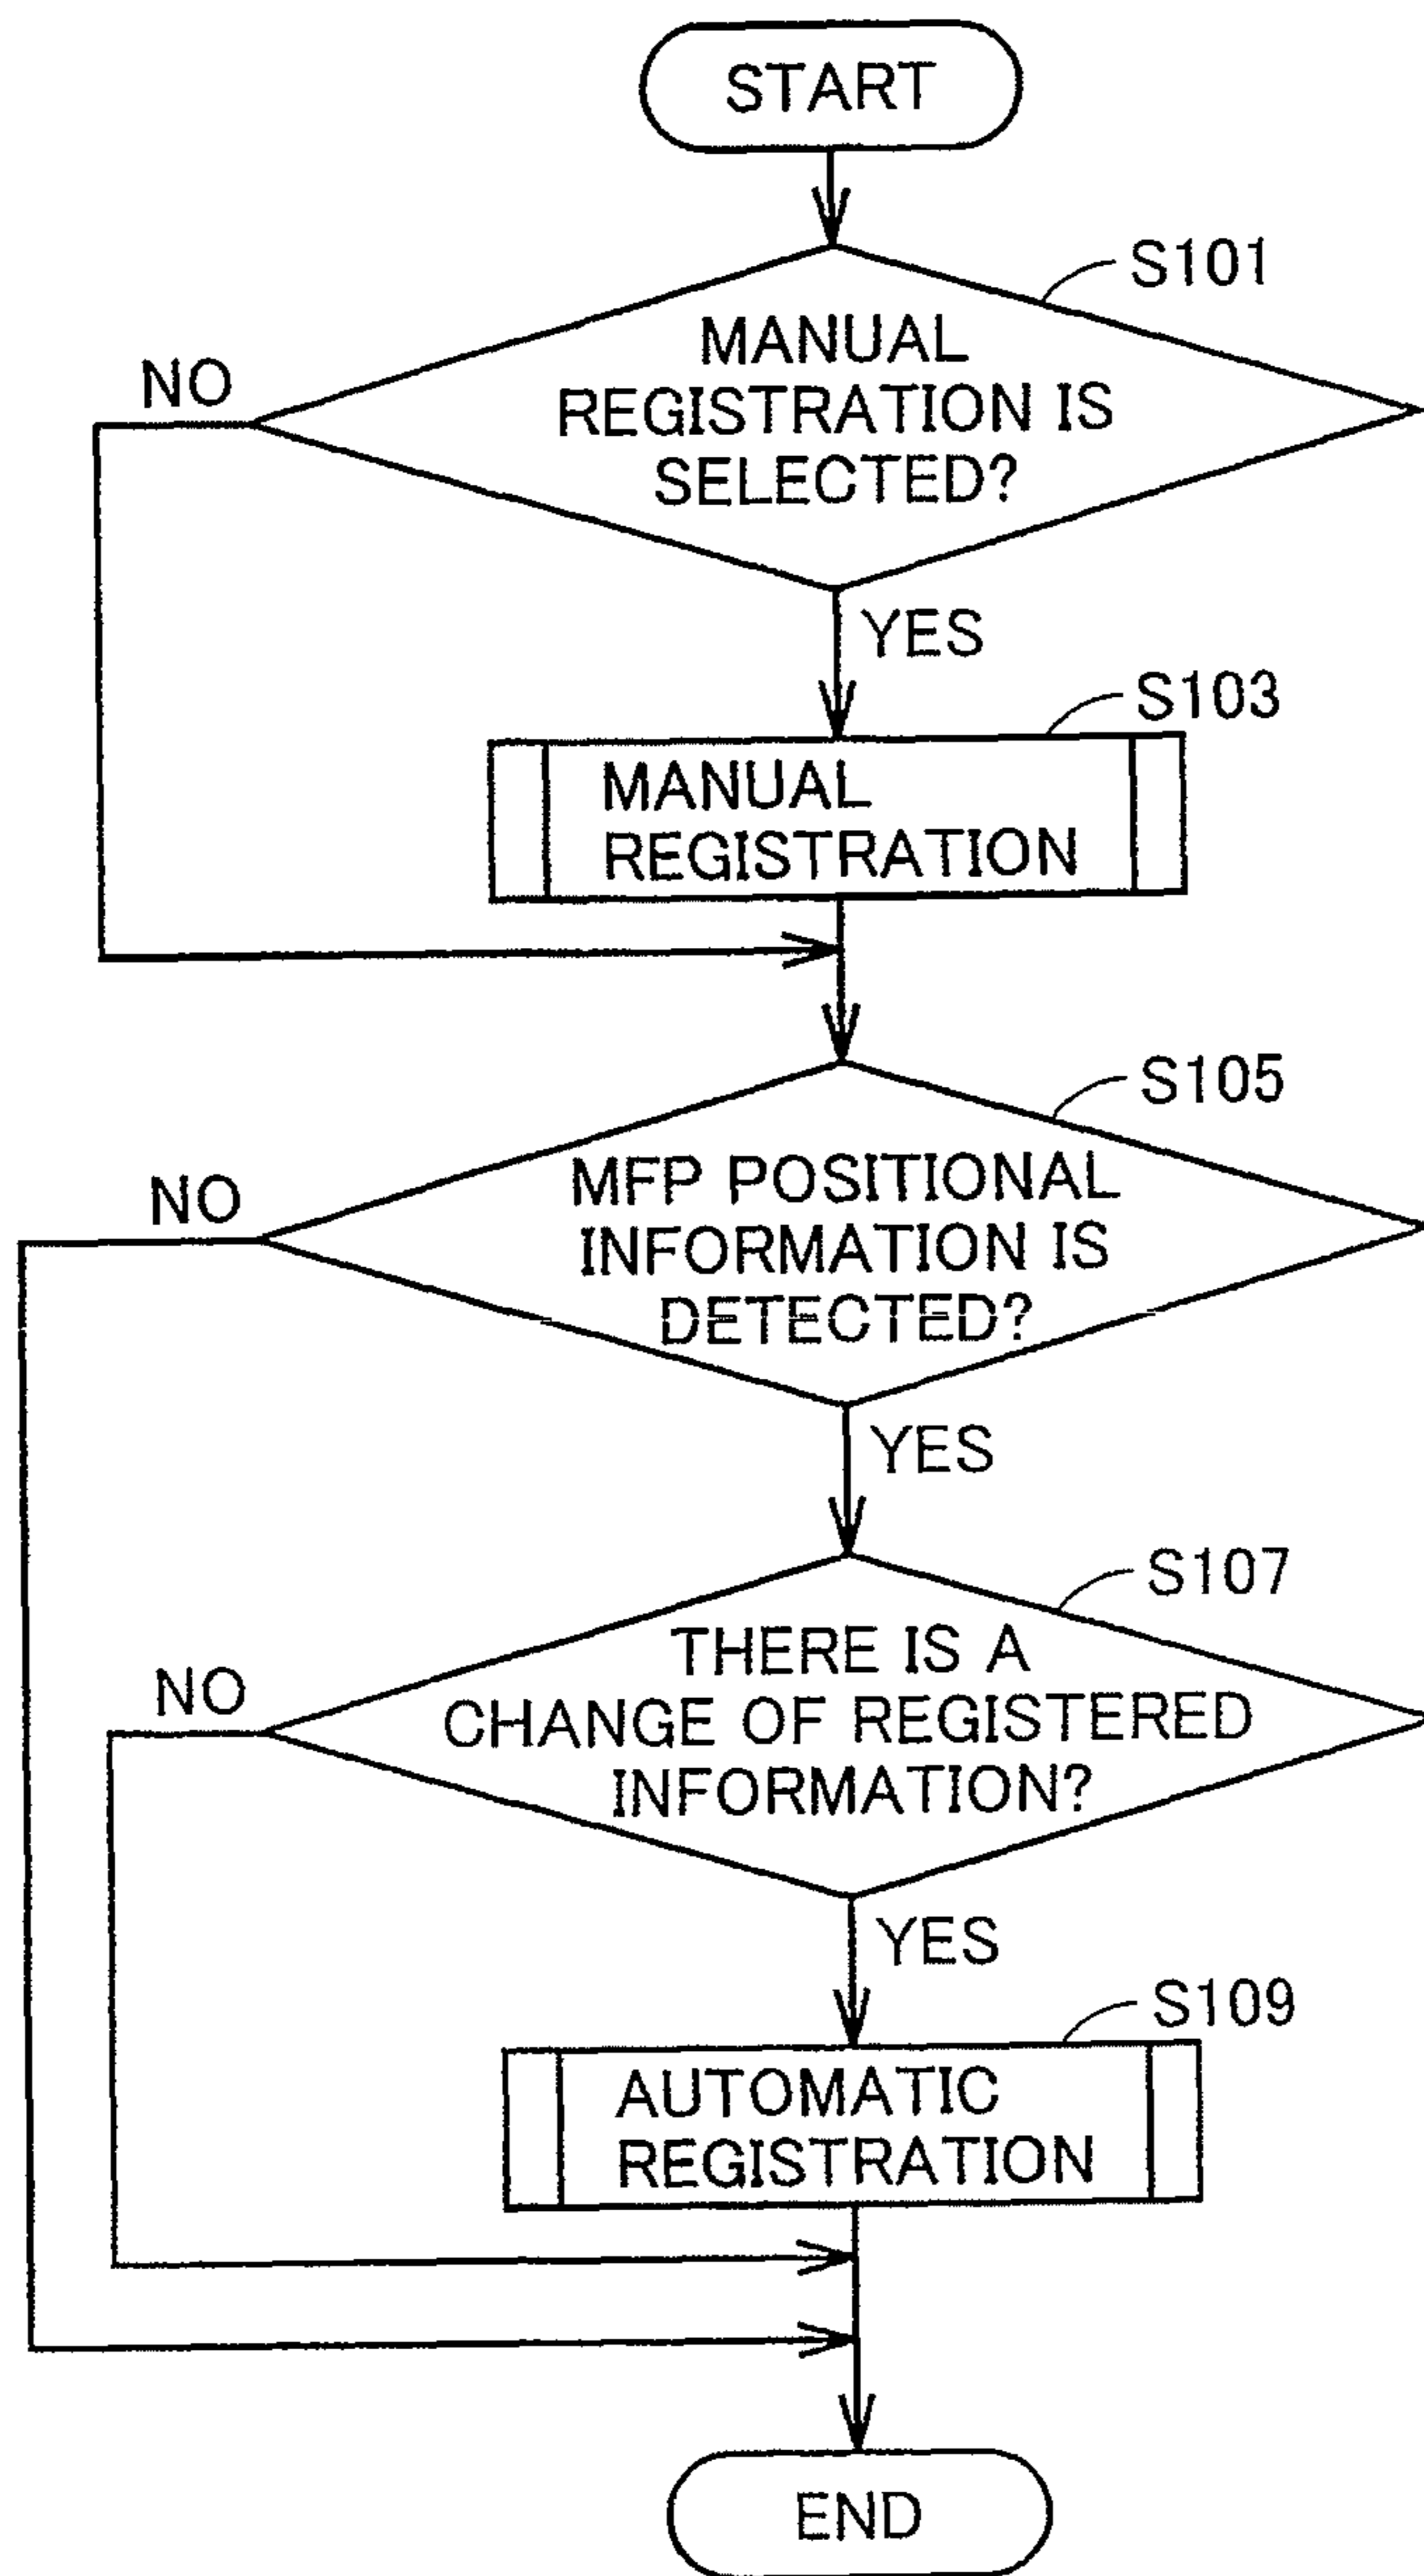 START
S101
MANUAL
REGISTRATION IS
SELECTED?
NO
YES
S103
MANUAL
REGISTRATION
S105
MFP POSITIONAL
INFORMATION IS
DETECTED?
NO
YES
S107
THERE IS A
CHANGE OF REGISTERED
INFORMATION?
NO
YES
S109
AUTOMATIC
REGISTRATION
END